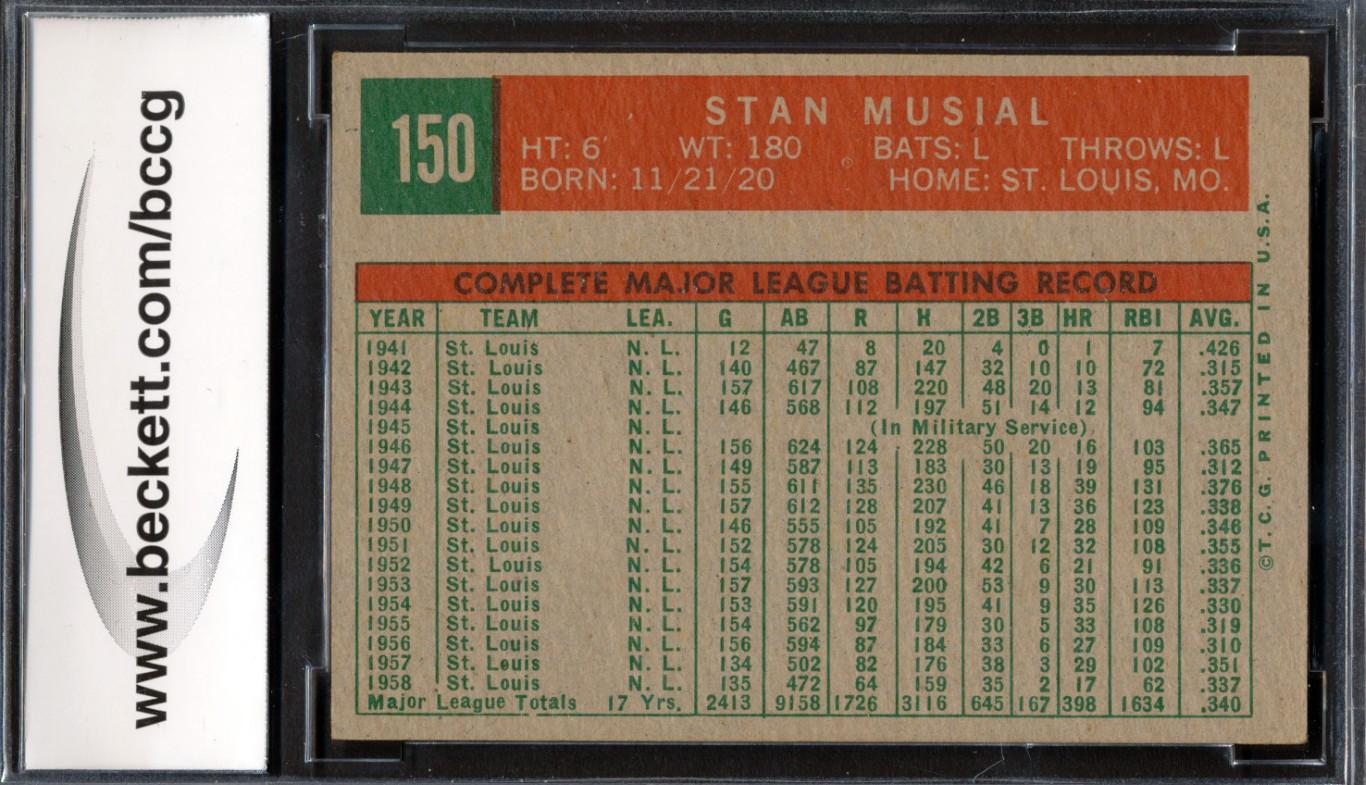 www.beckett.com/bccg
150
STAN MUSIAL
HT: 6' WT: 180 BATS: L THROWS: L
BORN: 11/21/20 HOME: ST. LOUIS, MO.
COMPLETE MAJOR LEAGUE BATTING RECORD
YEAR TEAM LEA. G AB R H 2B 3B HR RBI AVG.
1941 St. Louis N. L. 12 47 8 20 4 0 1 7 .426
1942 St. Louis N. L. 140 467 87 147 32 10 10 72 .315
1943 St. Louis N. L. 157 617 108 220 48 20 13 81 .357
1944 St. Louis N. L. 146 568 112 197 51 14 12 94 .347
1945 St. Louis N. L. (In Military Service)
1946 St. Louis N. L. 156 624 124 228 50 20 16 103 .365
1947 St. Louis N. L. 149 587 113 183 30 13 19 95 .312
1948 St. Louis N. L. 155 611 135 230 46 18 39 131 .376
1949 St. Louis N. L. 157 612 128 207 41 13 36 123 .338
1950 St. Louis N. L. 146 555 105 192 41 7 28 109 .346
1951 St. Louis N. L. 152 578 124 205 30 12 32 108 .355
1952 St. Louis N. L. 154 578 105 194 42 6 21 91 .336
1953 St. Louis N. L. 157 593 127 200 53 9 30 113 .337
1954 St. Louis N. L. 153 591 120 195 41 9 35 126 .330
1955 St. Louis N. L. 154 562 97 179 30 5 33 108 .319
1956 St. Louis N. L. 156 594 87 184 33 6 27 109 .310
1957 St. Louis N. L. 134 502 82 176 38 3 29 102 .351
1958 St. Louis N. L. 135 472 64 159 35 2 17 62 .337
Major League Totals 17 Yrs. 2413 9158 1726 3116 645 167 398 1634 .340
©T. C. G. PRINTED IN U.S.A.